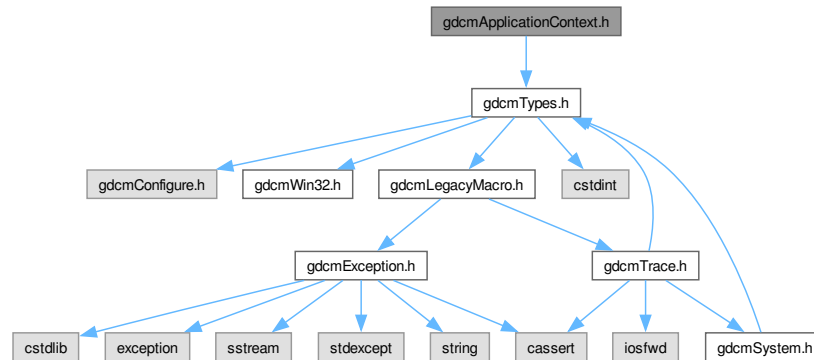 gdcmApplicationContext.h
gdcmTypes.h
gdcmConfigure.h
gdcmWin32.h
gdcmLegacyMacro.h
cstdint
gdcmException.h
gdcmTrace.h
cstdlib
exception
sstream
stdexcept
string
cassert
iosfwd
gdcmSystem.h